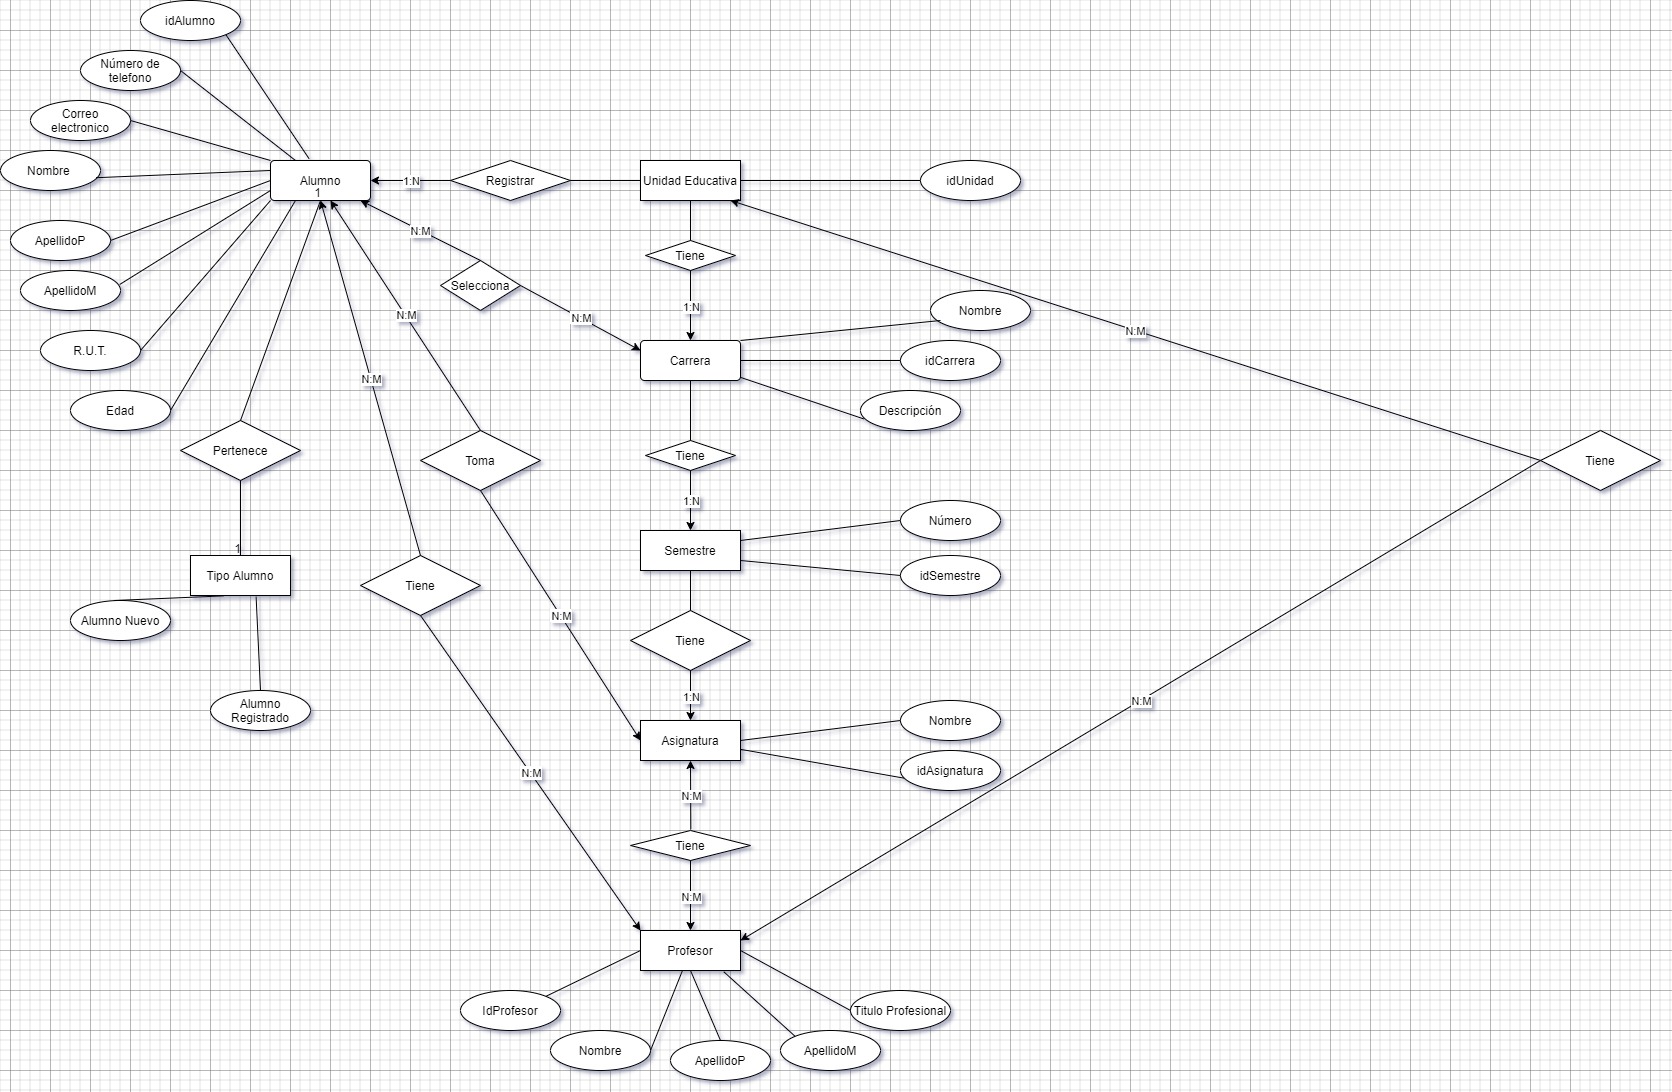 idAlumno
Número de
telefono
Correo
electronico
Nombre
Alumno
1
1:N
Registrar
Unidad Educativa
idUnidad
ApellidoP
N:M
Tiene
ApellidoM
Selecciona
1:N
N:M
N:M
Nombre
N:M
R.U.T.
Carrera
idCarrera
N:M
Edad
Descripción
Pertenece
Toma
Tiene
Tiene
1:N
Número
Semestre
1
Tipo Alumno
Tiene
idSemestre
Alumno Nuevo
N:M
Tiene
1:N
N:M
Alumno
Registrado
Nombre
Asignatura
idAsignatura
N:M
N:M
Tiene
N:M
Profesor
IdProfesor
Titulo Profesional
Nombre
ApellidoP
ApellidoM